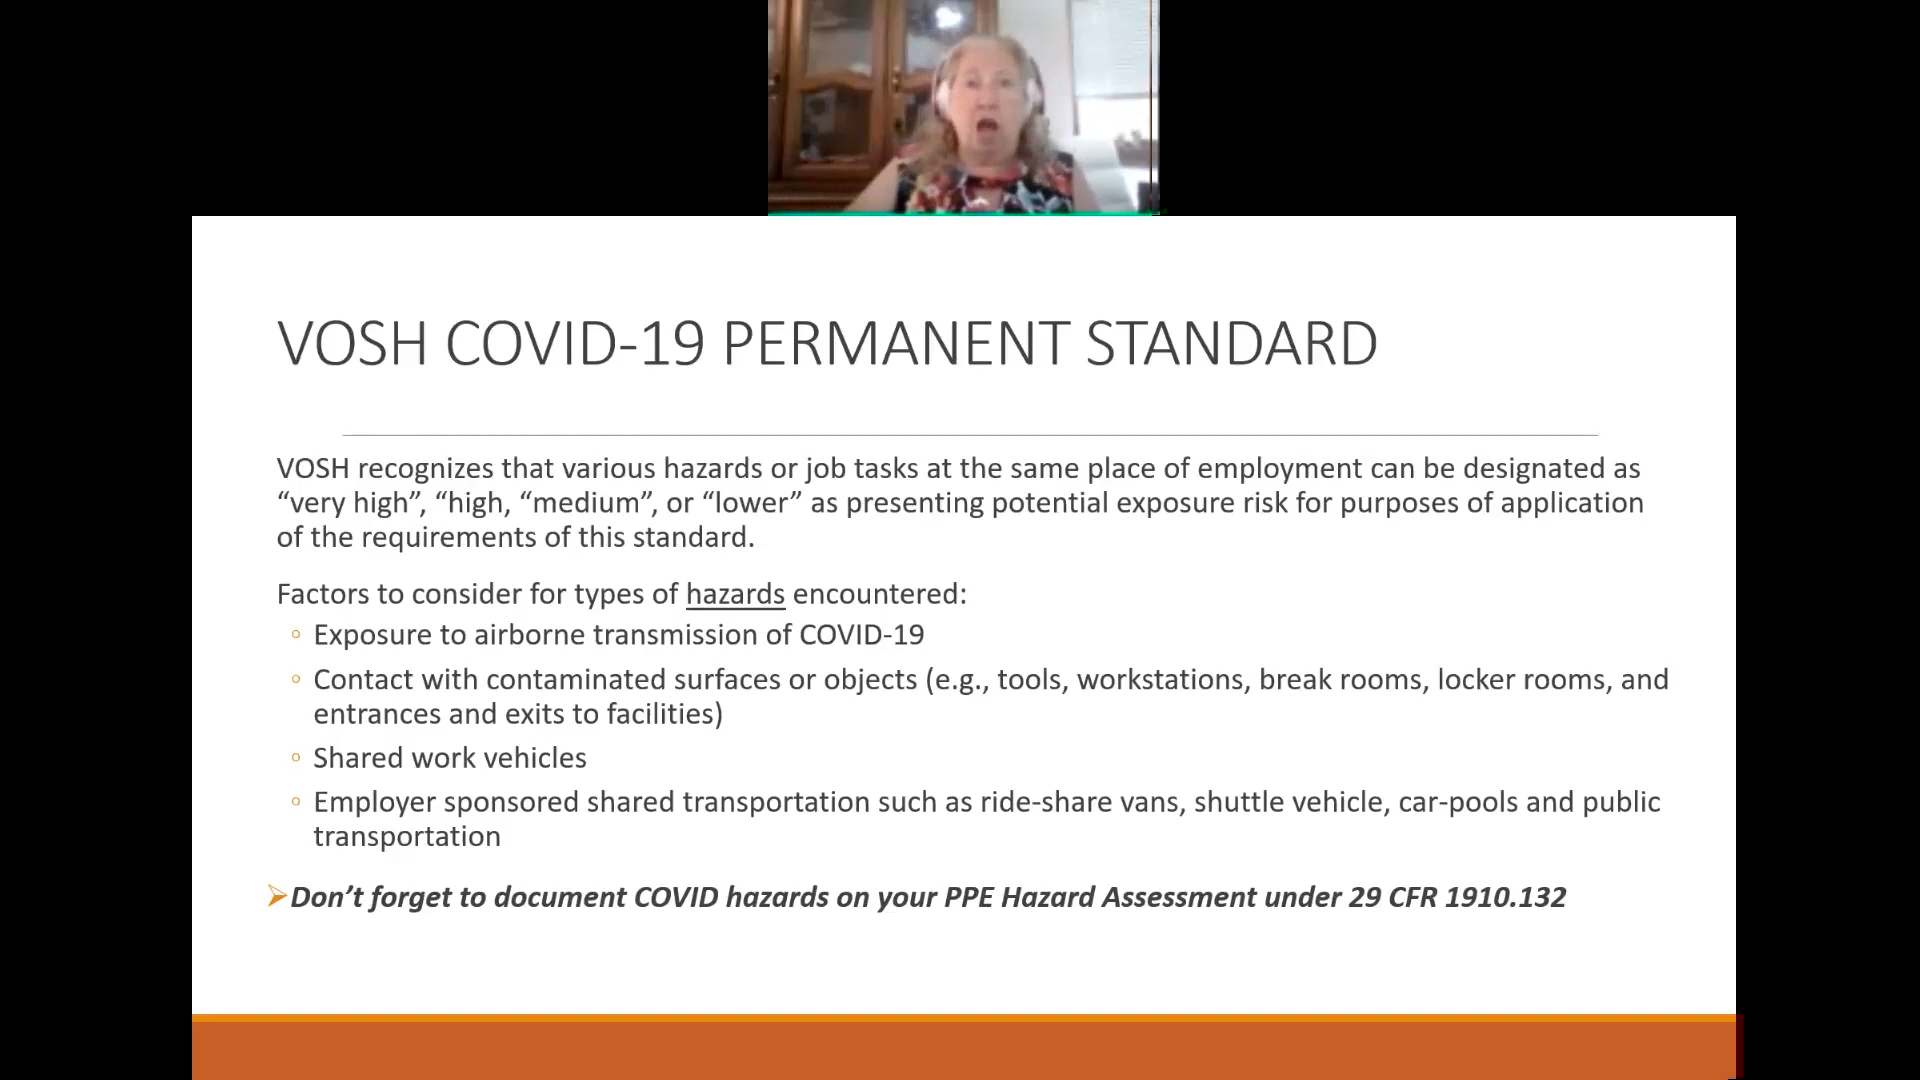 VOSH COVID-19 PERMANENT STANDARD
VOSH recognizes that various hazards or job tasks at the same place of employment can be designated as
“very high”, “high, “medium”, or “lower” as presenting potential exposure risk for purposes of application
of the requirements of this standard.
Factors to consider for types of hazards encountered:
◦ Exposure to airborne transmission of COVID-19
◦ Contact with contaminated surfaces or objects (e.g., tools, workstations, break rooms, locker rooms, and
entrances and exits to facilities)
◦ Shared work vehicles
◦ Employer sponsored shared transportation such as ride-share vans, shuttle vehicle, car-pools and public
transportation
➢Don’t forget to document COVID hazards on your PPE Hazard Assessment under 29 CFR 1910.132